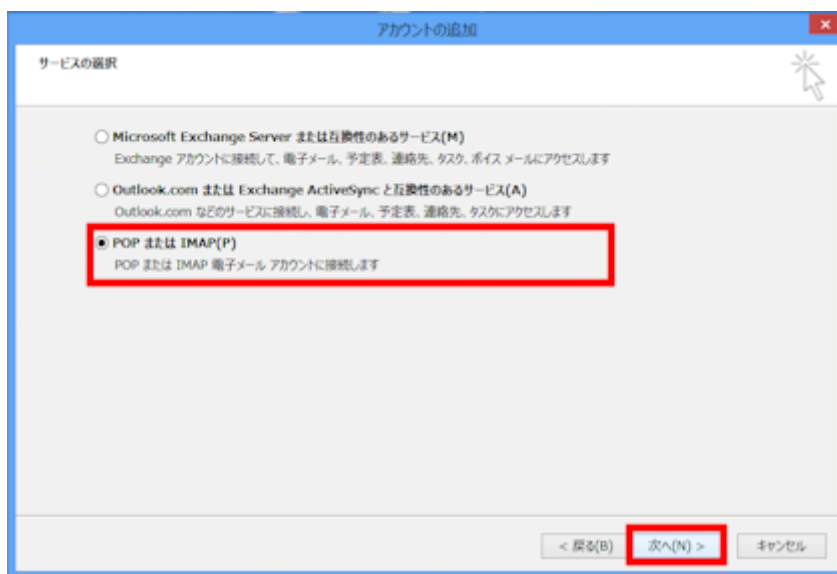 アカウントの追加
サービスの選択
Microsoft Exchange Server または互換性のあるサービス(M)
Exchange アカウントに接続して、電子メール、予定表、連絡先、タスク、ボイス メールにアクセスします
Outlook.com または Exchange ActiveSync と互換性のあるサービス(A)
Outlook.com などのサービスに接続し、電子メール、予定表、連絡先、タスクにアクセスします
POP または IMAP(P)
POP または IMAP 電子メール アカウントに接続します
< 戻る(B) 次へ(N) > キャンセル